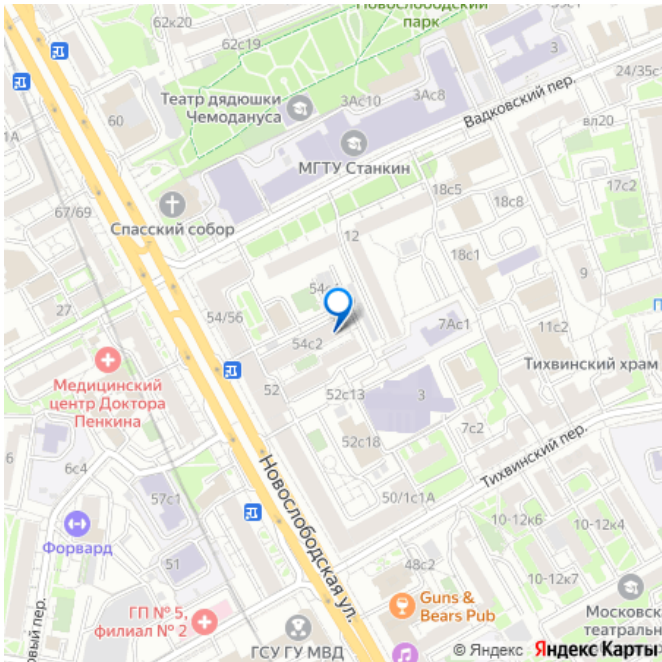 Новослободский
парк
62к20
62с19
3
24/35с1
Театр дядюшки
Чемодануса
3Ас10
3Ас8
Вадковский пер.
вл20
1А
60
МГТУ Станкин
67/69
Спасский собор
18с5
18с8
17с2
12
18с1
9
27
54/56
54с2
7Ас1
11с2
Медицинский
центр Доктора
Пенкина
52
52с13
3
Тихвинский храм
52с18
7с2
Тихвинский пер.
6
6с4
57с1
Новослободская ул.
50/1с1А
10-12к6
10-12к4
Форвард
51
48с2
10-12к7
ГП № 5,
филиал № 2
Guns &
Bears Pub
ГСУ ГУ МВД
Московск
театральн
© Яндекс Яндекс Карты